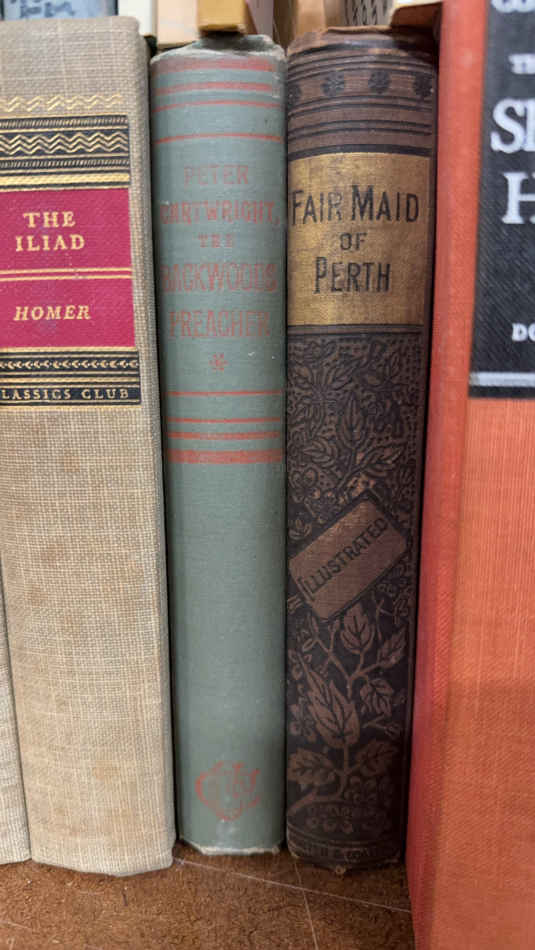 THE
ILIAD
HOMER
CLASSICS CLUB
PETER
CARTWRIGHT,
THE
BACKWOODS
PREACHER
FAIR MAID
OF
PERTH
ILLUSTRATED